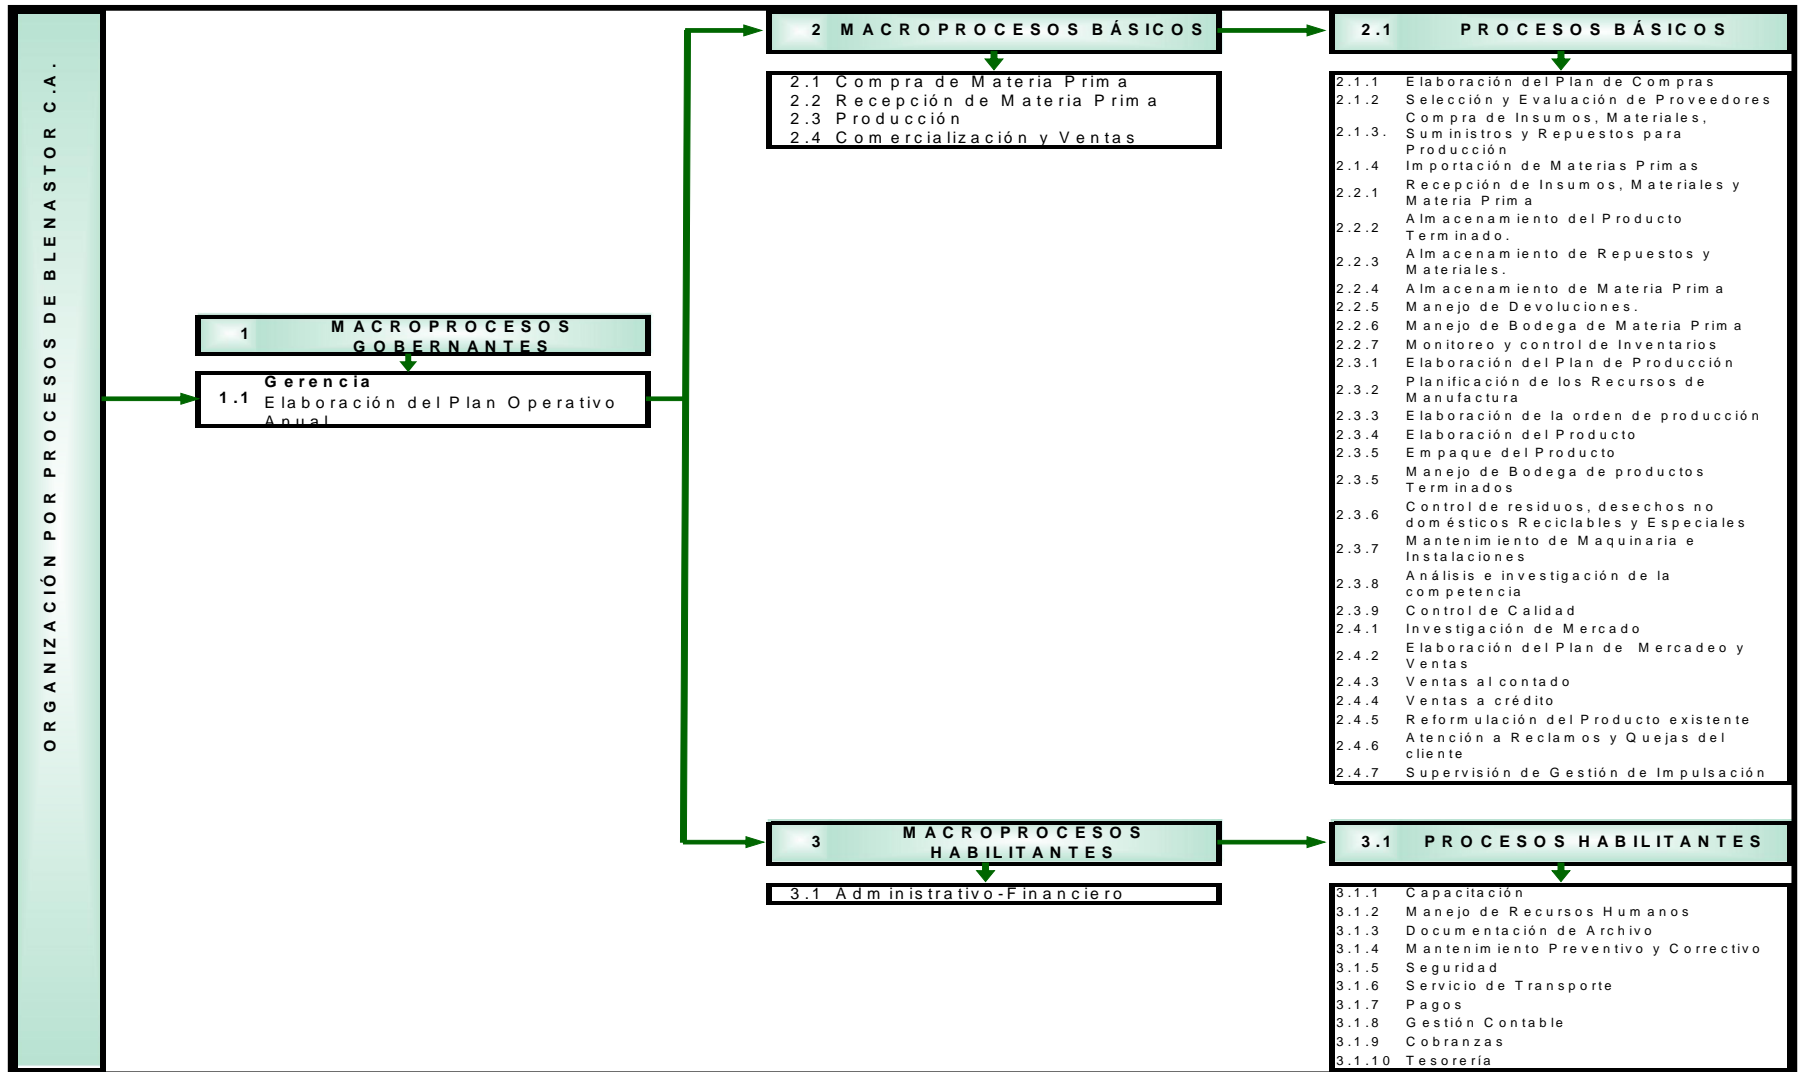 ORGANIZACIÓN POR PROCESOS DE BLENASTOR C.A.
1 MACROPROCESOS
GOBERNANTES
1.1 Gerencia
Elaboración del Plan Operativo
Anual
2 MACROPROCESOS BÁSICOS
2.1 Compra de Materia Prima
2.2 Recepción de Materia Prima
2.3 Producción
2.4 Comercialización y Ventas
2.1 PROCESOS BÁSICOS
2.1.1 Elaboración del Plan de Compras
2.1.2 Selección y Evaluación de Proveedores
2.1.3. Compra de Insumos, Materiales,
Suministros y Repuestos para
Producción
2.1.4 Importación de Materias Primas
2.2.1 Recepción de Insumos, Materiales y
Materia Prima
2.2.2 Almacenamiento del Producto
Terminado.
2.2.3 Almacenamiento de Repuestos y
Materiales.
2.2.4 Almacenamiento de Materia Prima
2.2.5 Manejo de Devoluciones.
2.2.6 Manejo de Bodega de Materia Prima
2.2.7 Monitoreo y control de Inventarios
2.3.1 Elaboración del Plan de Producción
2.3.2 Planificación de los Recursos de
Manufactura
2.3.3 Elaboración de la orden de producción
2.3.4 Elaboración del Producto
2.3.5 Empaque del Producto
2.3.5 Manejo de Bodega de productos
Terminados
2.3.6 Control de residuos, desechos no
domésticos Reciclables y Especiales
2.3.7 Mantenimiento de Maquinaria e
Instalaciones
2.3.8 Análisis e investigación de la
competencia
2.3.9 Control de Calidad
2.4.1 Investigación de Mercado
2.4.2 Elaboración del Plan de Mercadeo y
Ventas
2.4.3 Ventas al contado
2.4.4 Ventas a crédito
2.4.5 Reformulación del Producto existente
2.4.6 Atención a Reclamos y Quejas del
cliente
2.4.7 Supervisión de Gestión de Impulsación
3 MACROPROCESOS
HABILITANTES
3.1 Administrativo-Financiero
3.1 PROCESOS HABILITANTES
3.1.1 Capacitación
3.1.2 Manejo de Recursos Humanos
3.1.3 Documentación de Archivo
3.1.4 Mantenimiento Preventivo y Correctivo
3.1.5 Seguridad
3.1.6 Servicio de Transporte
3.1.7 Pagos
3.1.8 Gestión Contable
3.1.9 Cobranzas
3.1.10 Tesorería